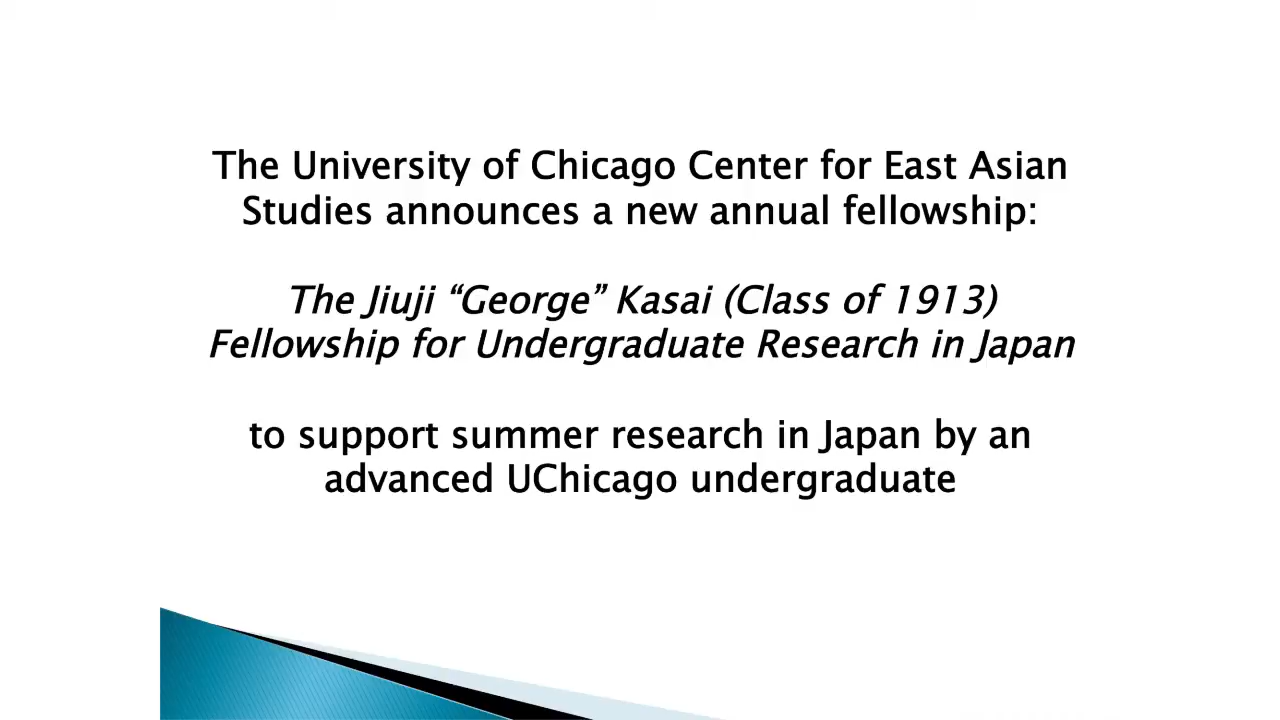 The University of Chicago Center for East Asian
Studies announces a new annual fellowship:
The Jiuji “George” Kasai (Class of 1913)
Fellowship for Undergraduate Research in Japan
to support summer research in Japan by an
advanced UChicago undergraduate